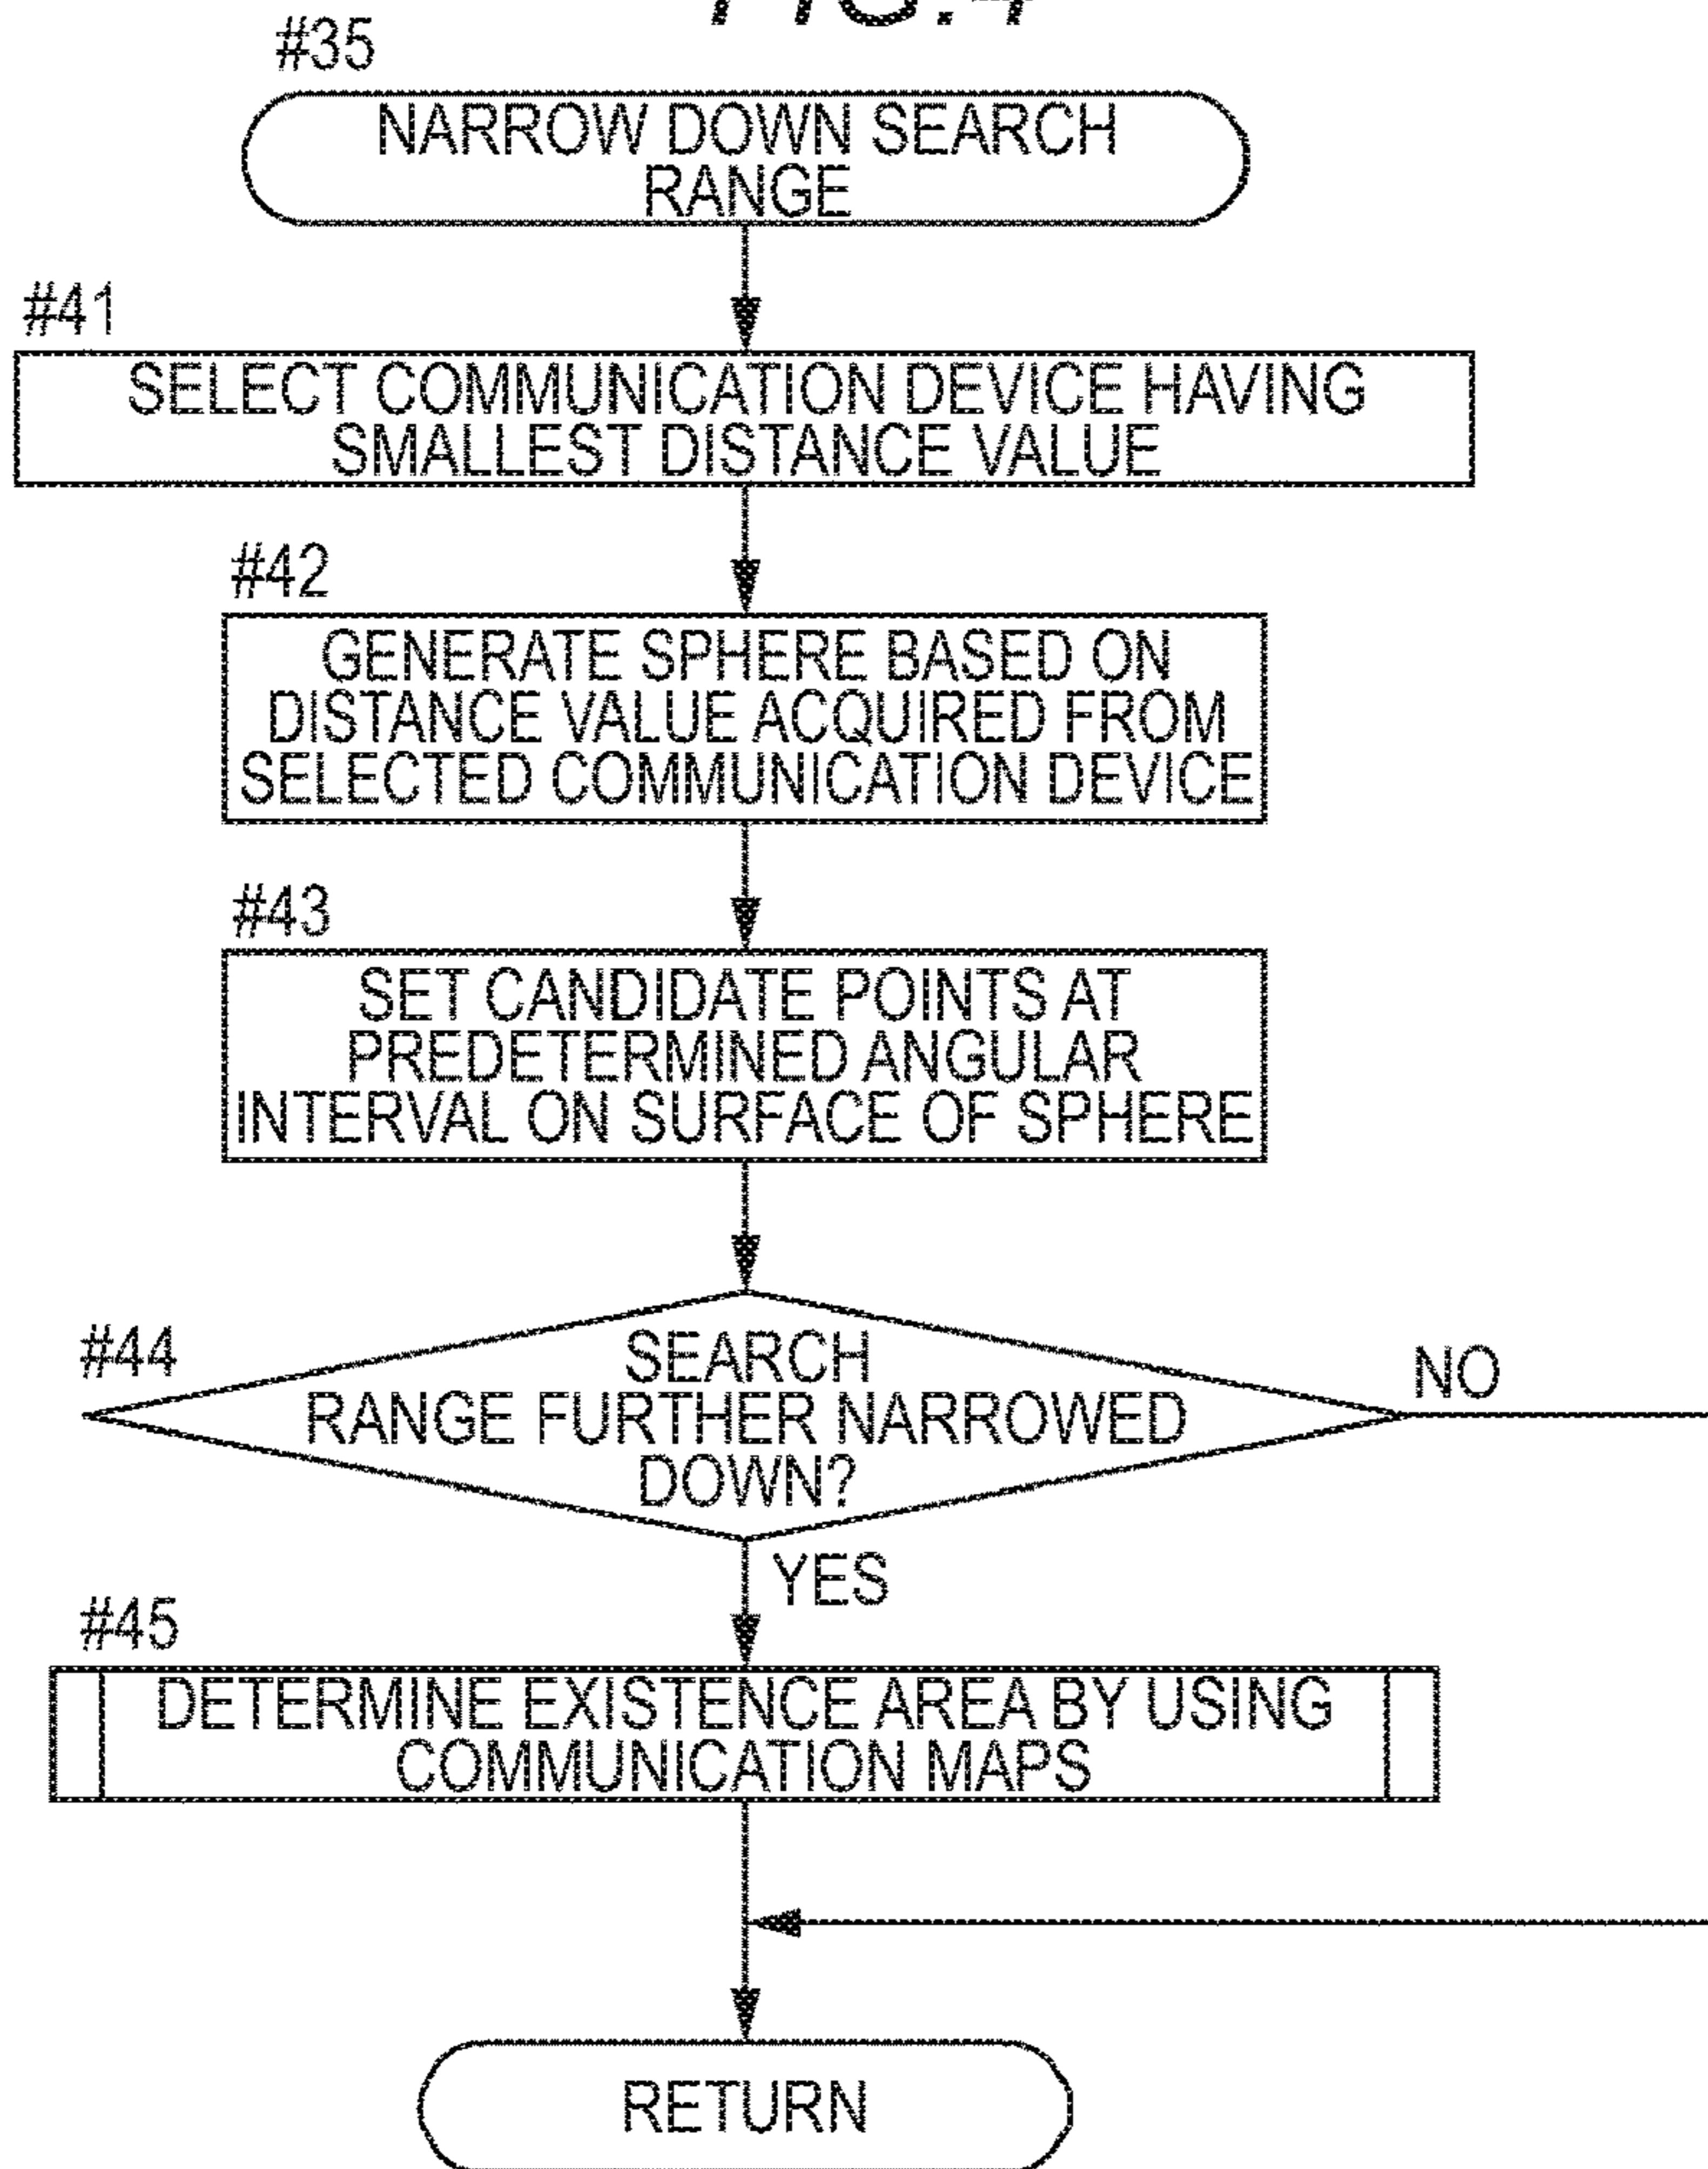 FIG.4
#35
NARROW DOWN SEARCH
RANGE
#41
SELECT COMMUNICATION DEVICE HAVING
SMALLEST DISTANCE VALUE
#42
GENERATE SPHERE BASED ON
DISTANCE VALUE ACQUIRED FROM
SELECTED COMMUNICATION DEVICE
#43
SET CANDIDATE POINTS AT
PREDETERMINED ANGULAR
INTERVAL ON SURFACE OF SPHERE
#44
SEARCH
RANGE FURTHER NARROWED
DOWN?
NO
YES
#45
DETERMINE EXISTENCE AREA BY USING
COMMUNICATION MAPS
RETURN